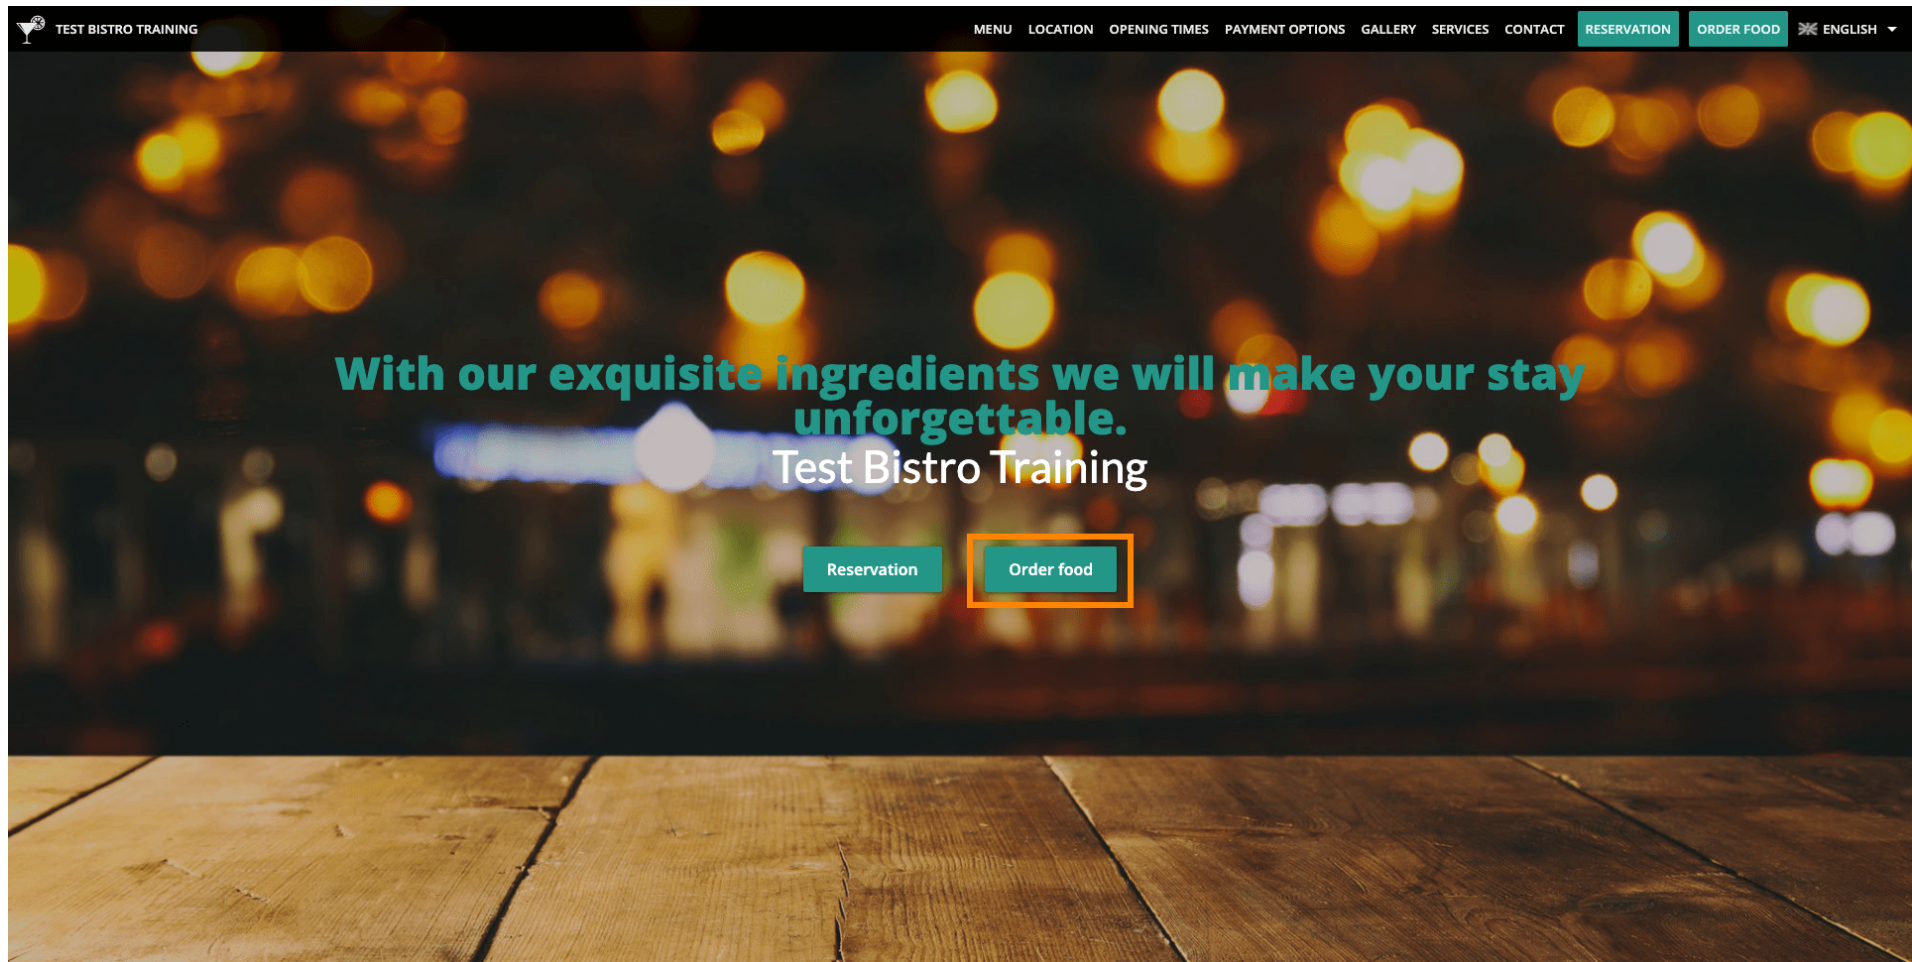 TEST BISTRO TRAINING
MENU LOCATION OPENING TIMES PAYMENT OPTIONS GALLERY SERVICES CONTACT RESERVATION ORDER FOOD ENGLISH
With our exquisite ingredients we will make your stay
unforgettable.
Test Bistro Training
Reservation Order food